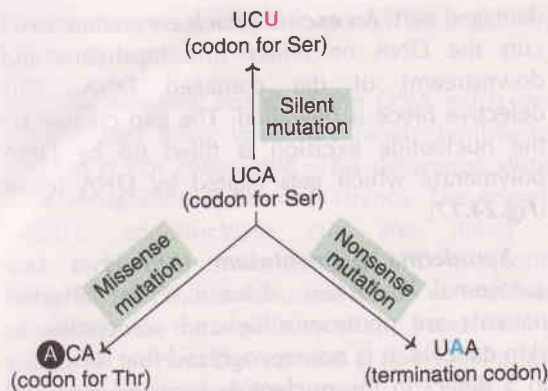 UCU
(codon for Ser)
Silent
mutation
UCA
(codon for Ser)
Missense
mutation
Nonsense
mutation
ACA
(codon for Thr)
UAA
(termination codon)